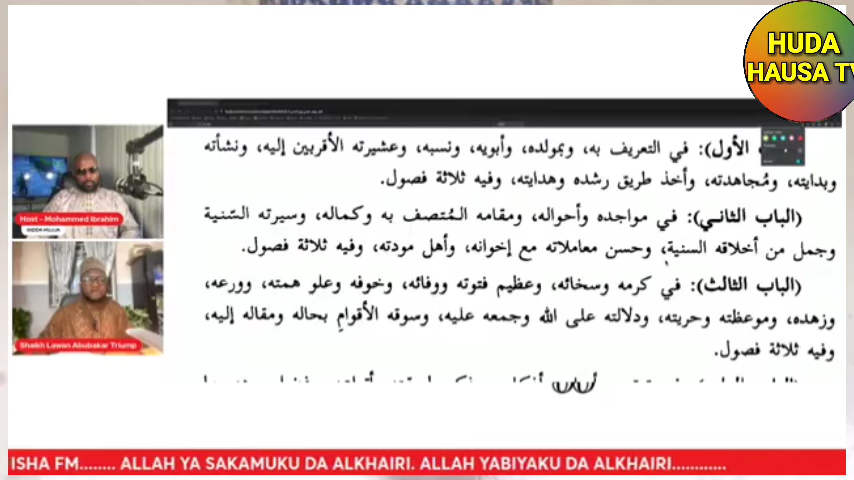 HUDA
HAUSA TV
الأول): في التعريف به، وبمولده، وأبويه، ونسبه، وعشيرته الأقربين إليه، ونشأته
وبدايته، ومُجاهدته، وأخذ طريق رشده وهدايته، وفيه ثلاثة فصول.
(الباب الثاني): في مواجده وأحواله، ومقامه المُتصف به وكماله، وسيرته السّنية
وجمل من أخلاقه السنية، وحسن معاملاته مع إخوانه، وأهل مودته، وفيه ثلاثة فصول.
(الباب الثالث): في كرمه وسخائه، وعظيم فتوته ووفائه، وخوفه وعلو همته، وورعه،
وزهده، وموعظته وحريته، ودلالته على الله وجمعه عليه، وسوقه الأقوام بحاله ومقاله إليه،
وفيه ثلاثة فصول.
Host - Mohammed Ibrahim
Shaikh Lawan Abubakar Triump
ISHA FM........ ALLAH YA SAKAMUKU DA ALKHAIRI. ALLAH YABIYAKU DA ALKHAIRI............